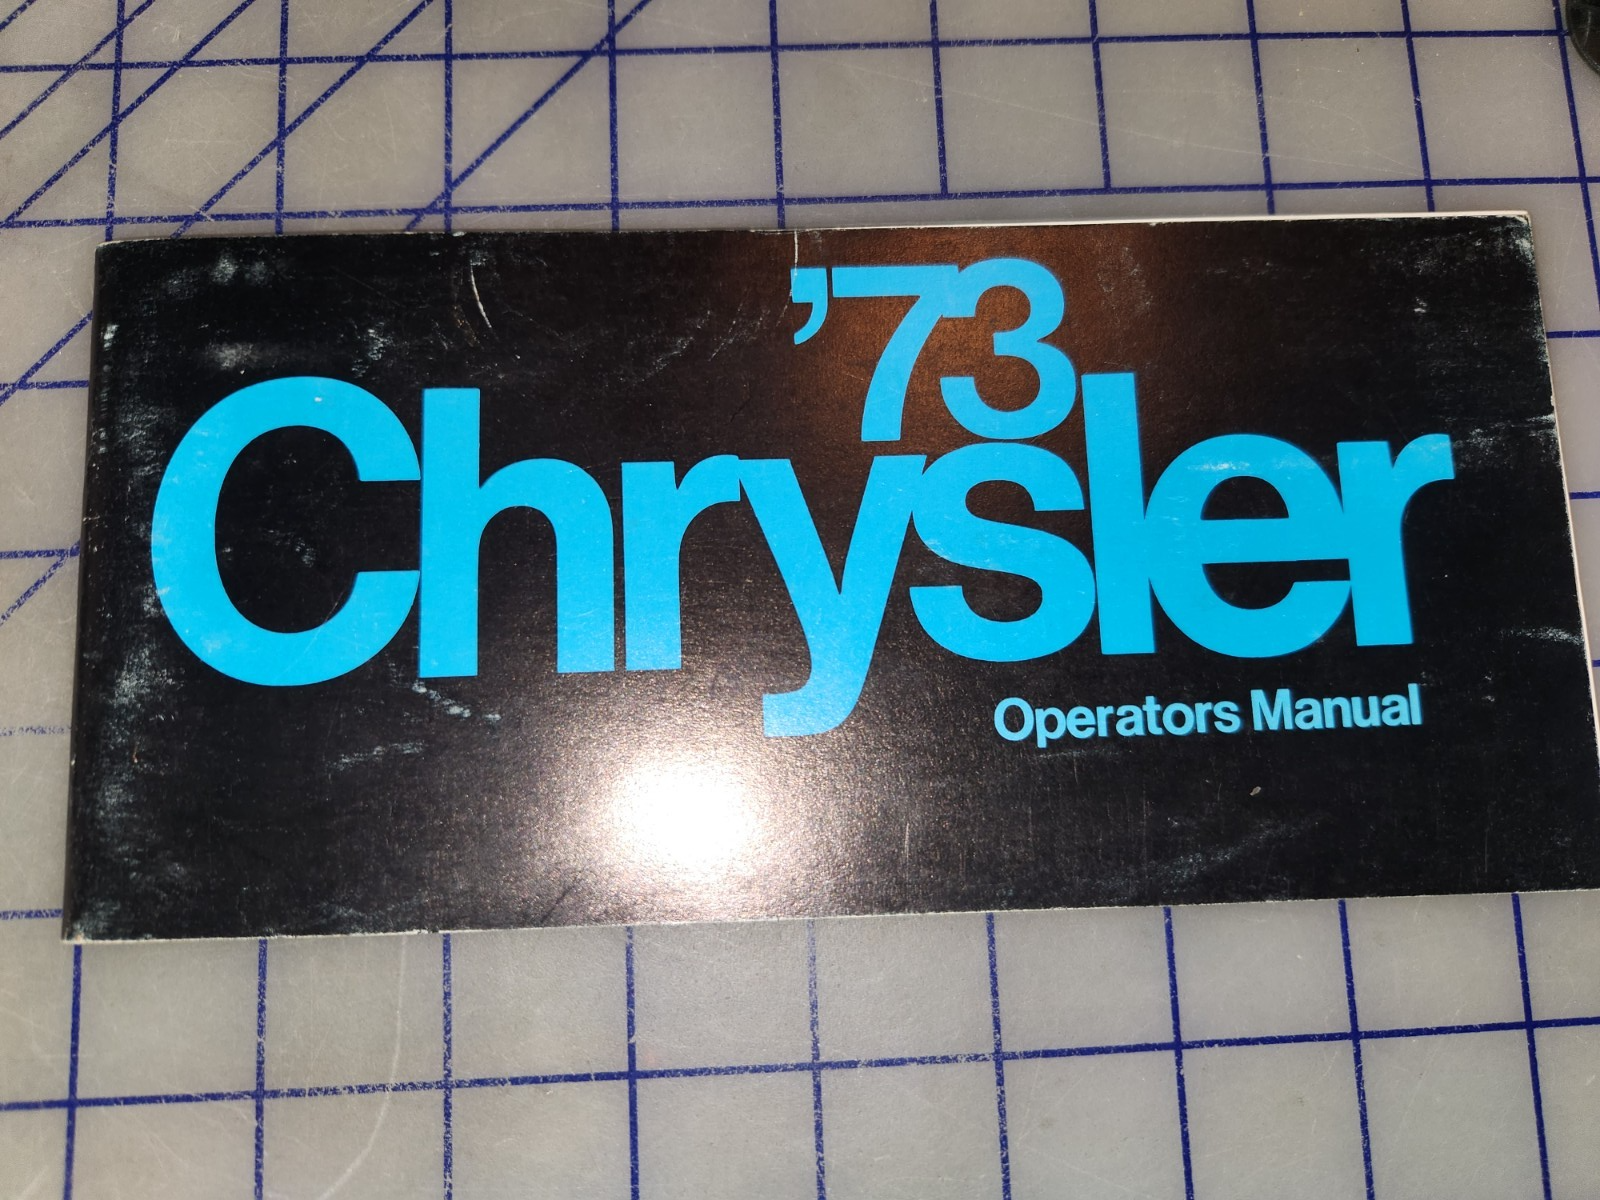 '73
Chrysler
Operators Manual